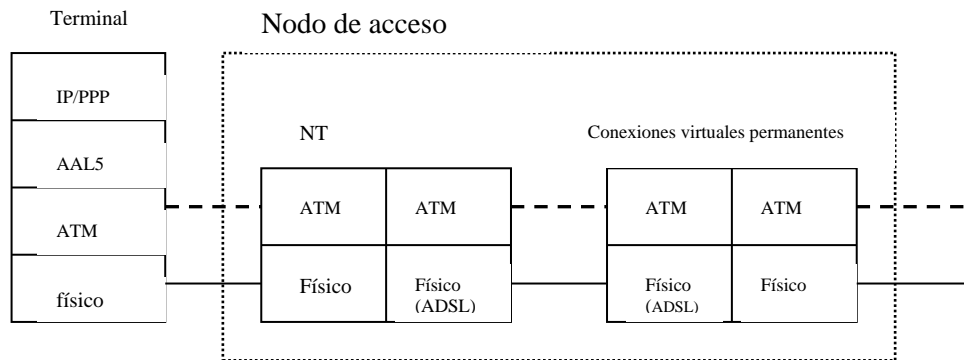 Terminal
Nodo de acceso
IP/PPP
AAL5
ATM
físico
NT
ATM
ATM
Físico
Físico
(ADSL)
Conexiones virtuales permanentes
ATM
ATM
Físico
(ADSL)
Físico